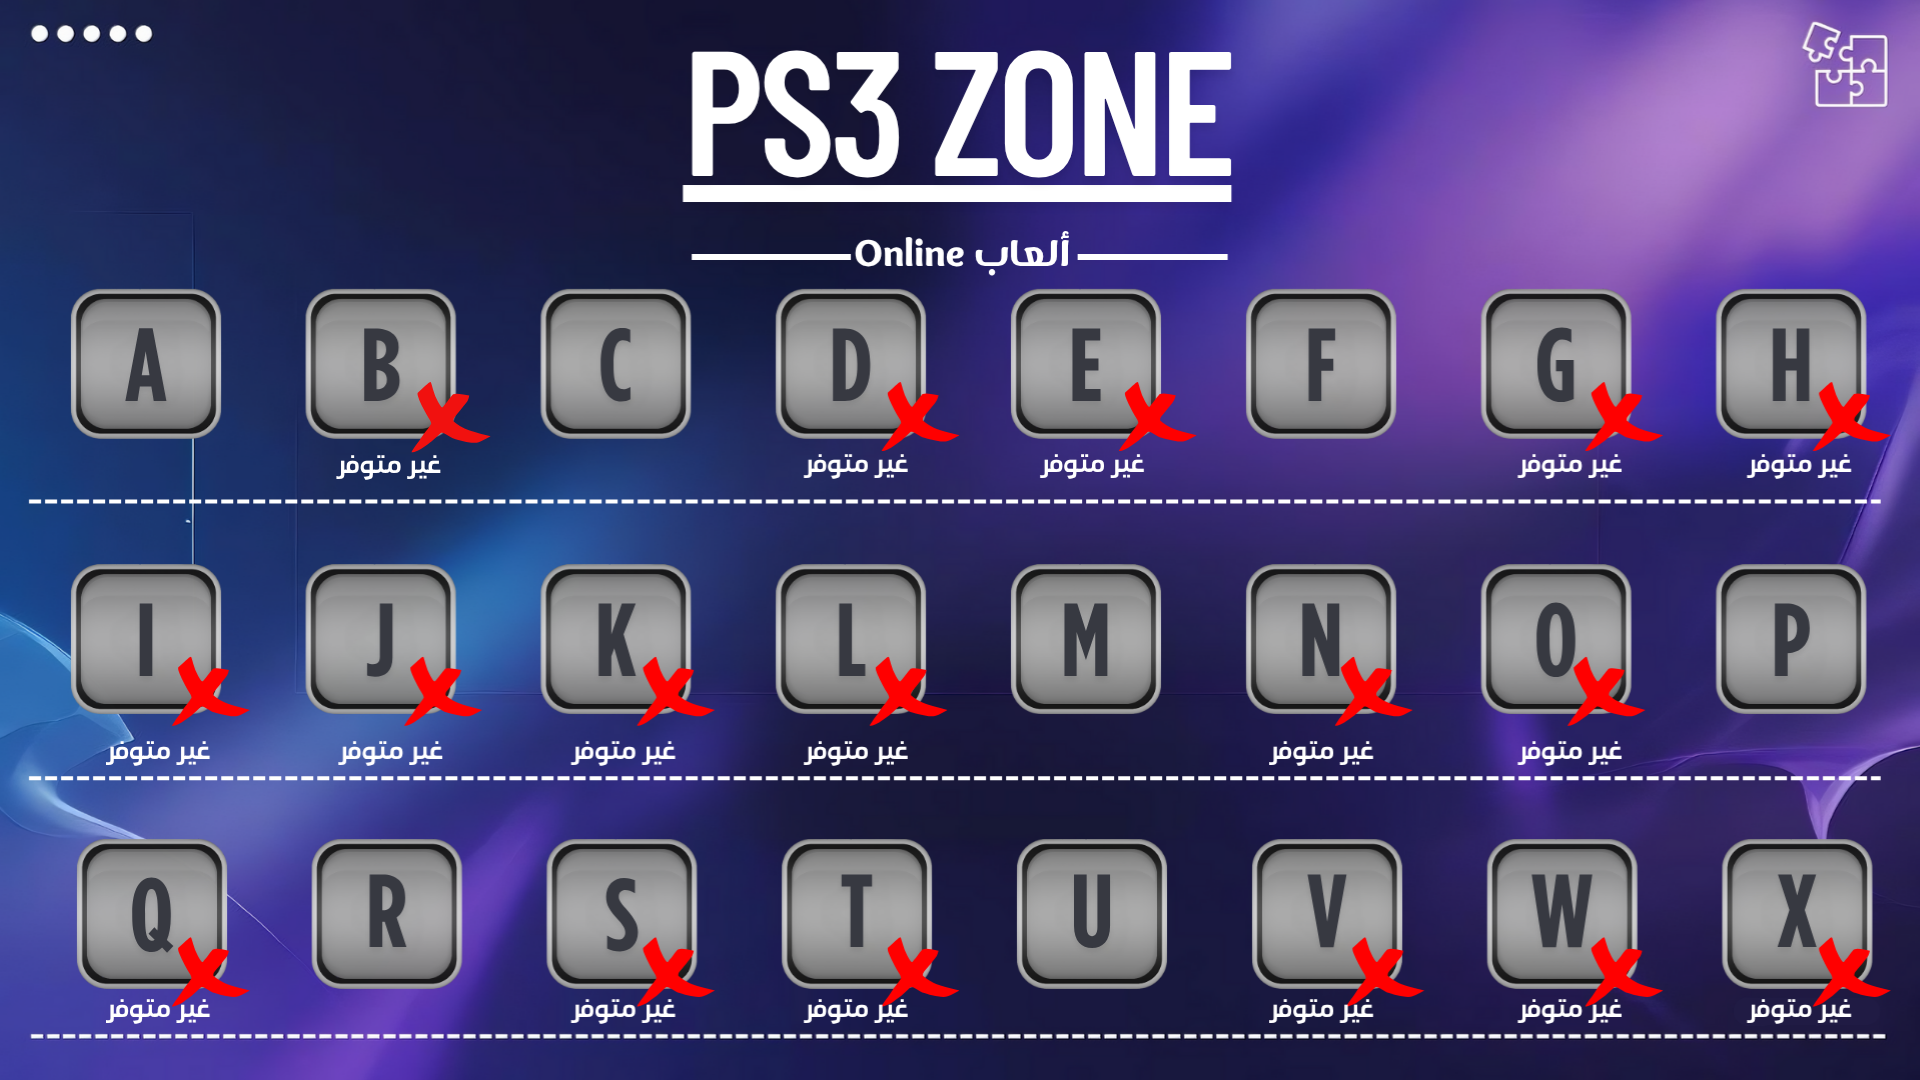 PS3 ZONE
ألعاب Online
A B C D E F G H
غير متوفر غير متوفر غير متوفر غير متوفر غير متوفر
I J K L M N O P
غير متوفر غير متوفر غير متوفر غير متوفر غير متوفر غير متوفر
Q R S T U V W X
غير متوفر غير متوفر غير متوفر غير متوفر غير متوفر غير متوفر